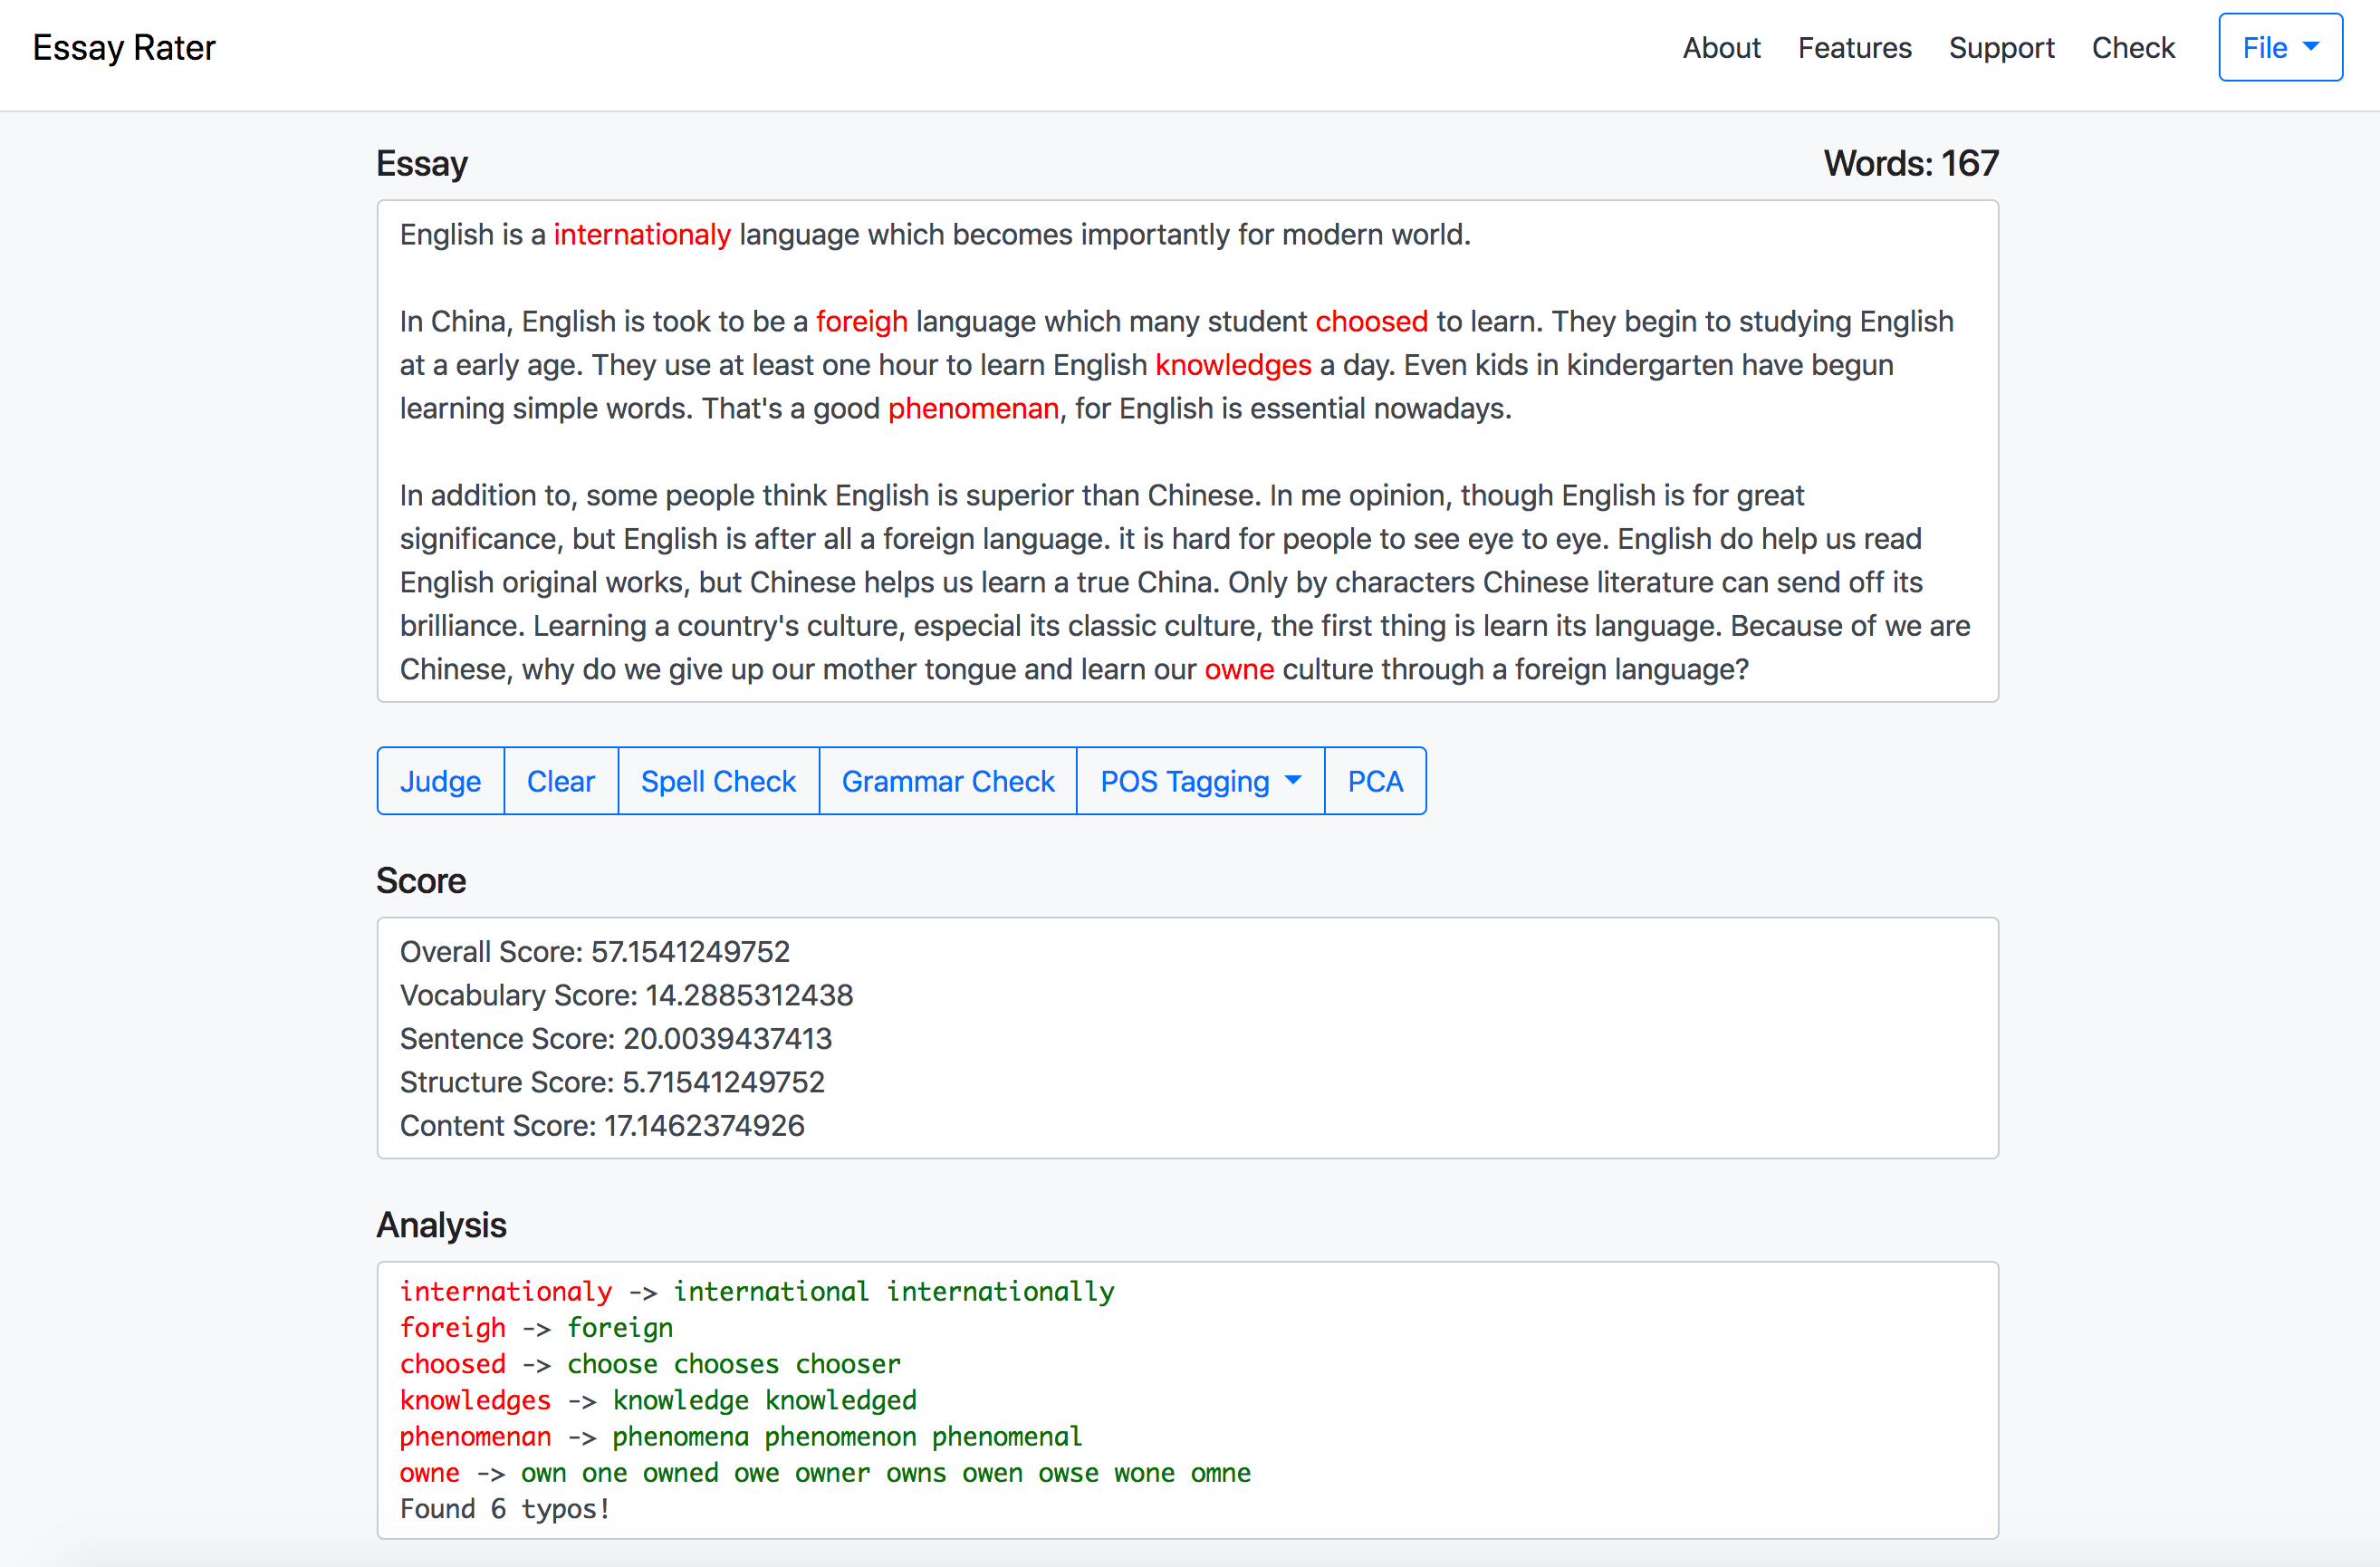 Essay Rater
About Features Support Check File
Essay Words: 167
English is a internationaly language which becomes importantly for modern world.
In China, English is took to be a foreigh language which many student choosed to learn. They begin to studying English
at a early age. They use at least one hour to learn English knowledges a day. Even kids in kindergarten have begun
learning simple words. That's a good phenomenan, for English is essential nowadays.
In addition to, some people think English is superior than Chinese. In me opinion, though English is for great
significance, but English is after all a foreign language. it is hard for people to see eye to eye. English do help us read
English original works, but Chinese helps us learn a true China. Only by characters Chinese literature can send off its
brilliance. Learning a country's culture, especial its classic culture, the first thing is learn its language. Because of we are
Chinese, why do we give up our mother tongue and learn our owne culture through a foreign language?
Judge Clear Spell Check Grammar Check POS Tagging PCA
Score
Overall Score: 57.1541249752
Vocabulary Score: 14.2885312438
Sentence Score: 20.0039437413
Structure Score: 5.71541249752
Content Score: 17.1462374926
Analysis
internationaly -> international internationally
foreigh -> foreign
choosed -> choose chooses chooser
knowledges -> knowledge knowledged
phenomenan -> phenomena phenomenon phenomenal
owne -> own one owned owe owner owns owen owse wone omne
Found 6 typos!